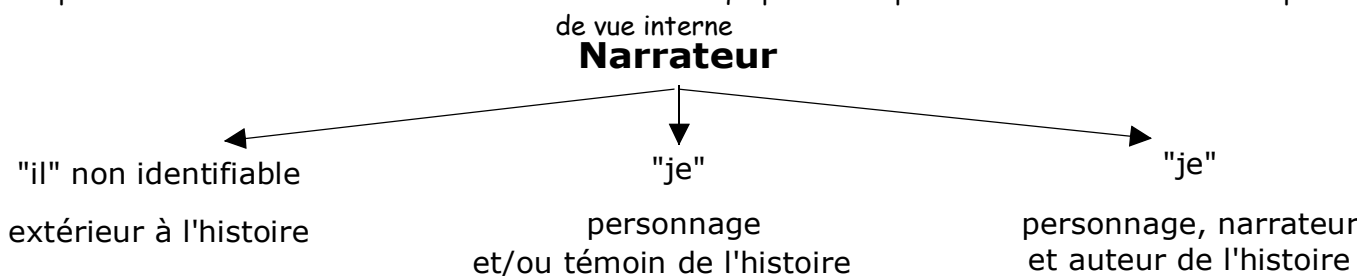 de vue interne
Narrateur
"il" non identifiable
"je"
"je"
extérieur à l'histoire
personnage
et/ou témoin de l'histoire
personnage, narrateur
et auteur de l'histoire